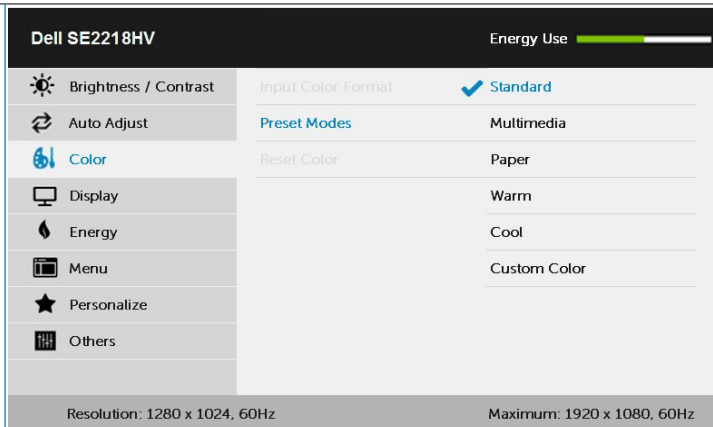 Dell SE2218HV
Energy Use
Brightness / Contrast
Input Color Format
Standard
Auto Adjust
Preset Modes
Multimedia
Color
Reset Color
Paper
Display
Warm
Energy
Cool
Menu
Custom Color
Personalize
Others
Resolution: 1280 x 1024, 60Hz
Maximum: 1920 x 1080, 60Hz